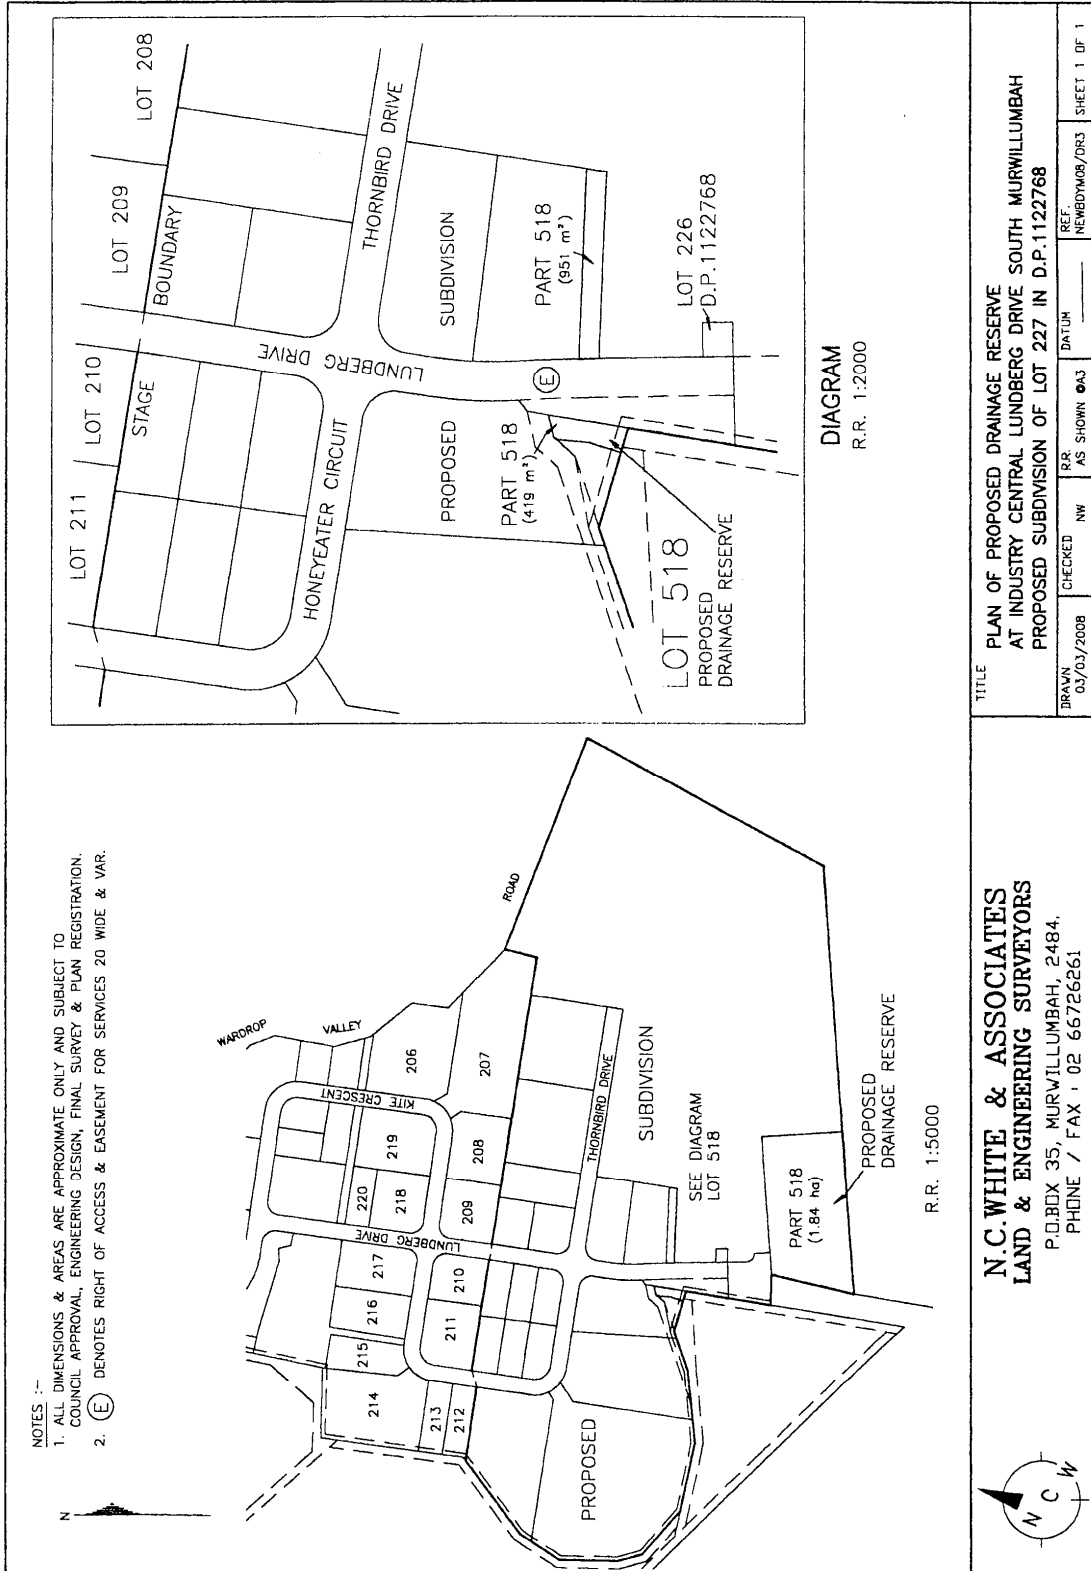 NOTES :-
1. ALL DIMENSIONS & AREAS ARE APPROXIMATE ONLY AND SUBJECT TO
COUNCIL APPROVAL, ENGINEERING DESIGN, FINAL SURVEY & PLAN REGISTRATION.
2. (E) DENOTES RIGHT OF ACCESS & EASEMENT FOR SERVICES 20 WIDE & VAR.
N
WARDROP
VALLEY
ROAD
KITE CRESCENT
LUNDBERG DRIVE
THORNBIRD DRIVE
206
207
208
209
219
220
218
217
216
215
214
213
212
211
210
SUBDIVISION
PROPOSED
SEE DIAGRAM
LOT 518
PART 518
(1.84 ha)
PROPOSED
DRAINAGE RESERVE
R.R. 1:5000
LOT 211
LOT 210
LOT 209
LOT 208
STAGE
BOUNDARY
HONEYEATER CIRCUIT
LUNDBERG DRIVE
THORNBIRD DRIVE
PROPOSED
SUBDIVISION
PART 518
(419 m²)
E
PART 518
(951 m²)
LOT 226
D.P.1122768
LOT 518
PROPOSED
DRAINAGE RESERVE
DIAGRAM
R.R. 1:2000
N C W
N.C.WHITE & ASSOCIATES
LAND & ENGINEERING SURVEYORS
P.O.BOX 35, MURWILLUMBAH, 2484.
PHONE / FAX : 02 66726261
TITLE
PLAN OF PROPOSED DRAINAGE RESERVE
AT INDUSTRY CENTRAL LUNDBERG DRIVE SOUTH MURWILLUMBAH
PROPOSED SUBDIVISION OF LOT 227 IN D.P.1122768
DRAWN
03/03/2008
CHECKED NW
R.R.
AS SHOWN @A3
DATUM
REF.
NEWBDYM08/DR3
SHEET 1 OF 1